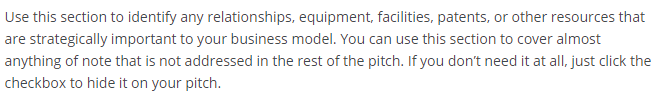 Use this section to identify any relationships, equipment, facilities, patents, or other resources that
are strategically important to your business model. You can use this section to cover almost
anything of note that is not addressed in the rest of the pitch. If you don't need it at all, just click the
checkbox to hide it on your pitch.